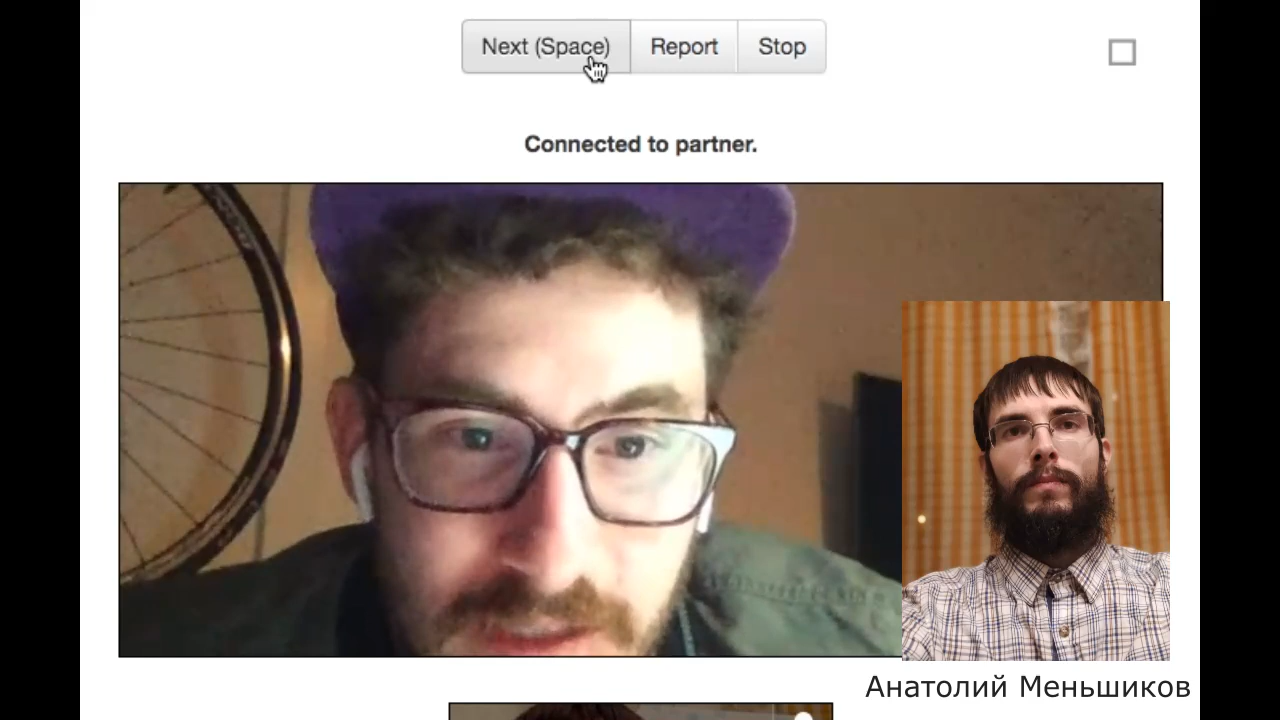 Next (Space) Report Stop
Connected to partner.
Анатолий Меньшиков